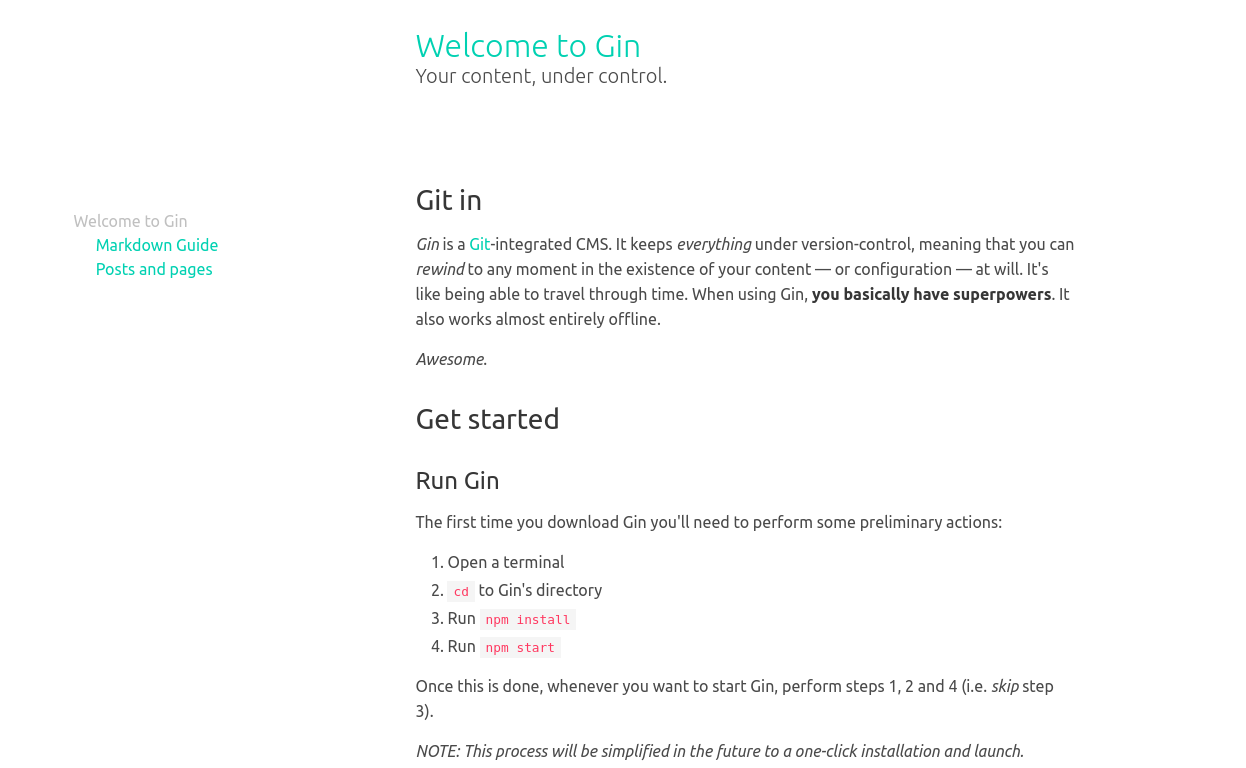 Welcome to Gin
Your content, under control.
Welcome to Gin
Markdown Guide
Posts and pages
Git in
Gin is a Git-integrated CMS. It keeps everything under version-control, meaning that you can
rewind to any moment in the existence of your content — or configuration — at will. It's
like being able to travel through time. When using Gin, you basically have superpowers. It
also works almost entirely offline.
Awesome.
Get started
Run Gin
The first time you download Gin you'll need to perform some preliminary actions:
1. Open a terminal
2. cd to Gin's directory
3. Run npm install
4. Run npm start
Once this is done, whenever you want to start Gin, perform steps 1, 2 and 4 (i.e. skip step
3).
NOTE: This process will be simplified in the future to a one-click installation and launch.